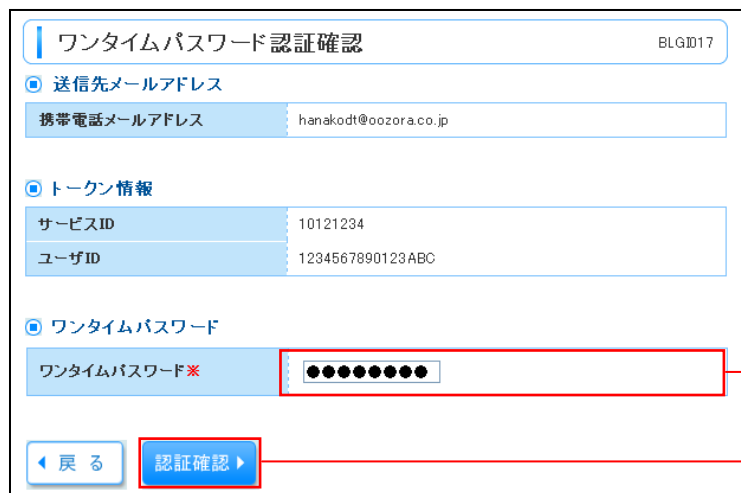 ワンタイムパスワード認証確認 BLGI017
送信先メールアドレス
携帯電話メールアドレス hanakodt@oozora.co.jp
トークン情報
サービスID 10121234
ユーザID 1234567890123ABC
ワンタイムパスワード
ワンタイムパスワード※ ●●●●●●●●
戻る 認証確認